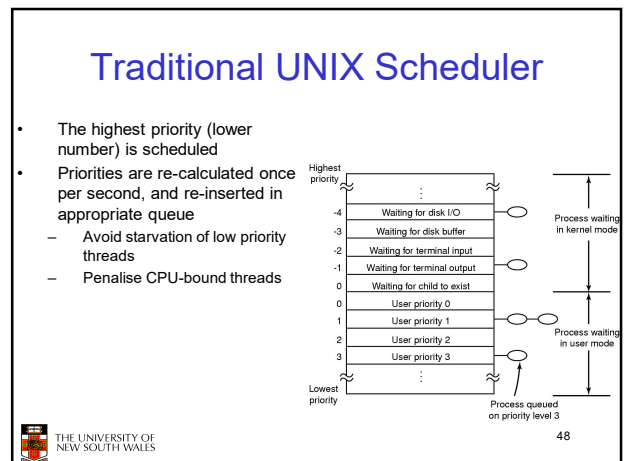 Traditional UNIX Scheduler
• The highest priority (lower
number) is scheduled
• Priorities are re-calculated once
per second, and re-inserted in
appropriate queue
– Avoid starvation of low priority
threads
– Penalise CPU-bound threads
Highest
priority
-4 Waiting for disk I/O
-3 Waiting for disk buffer
-2 Waiting for terminal input
-1 Waiting for terminal output
0 Waiting for child to exist
0 User priority 0
1 User priority 1
2 User priority 2
3 User priority 3
Lowest
priority
Process waiting
in kernel mode
Process waiting
in user mode
Process queued
on priority level 3
THE UNIVERSITY OF
NEW SOUTH WALES
48